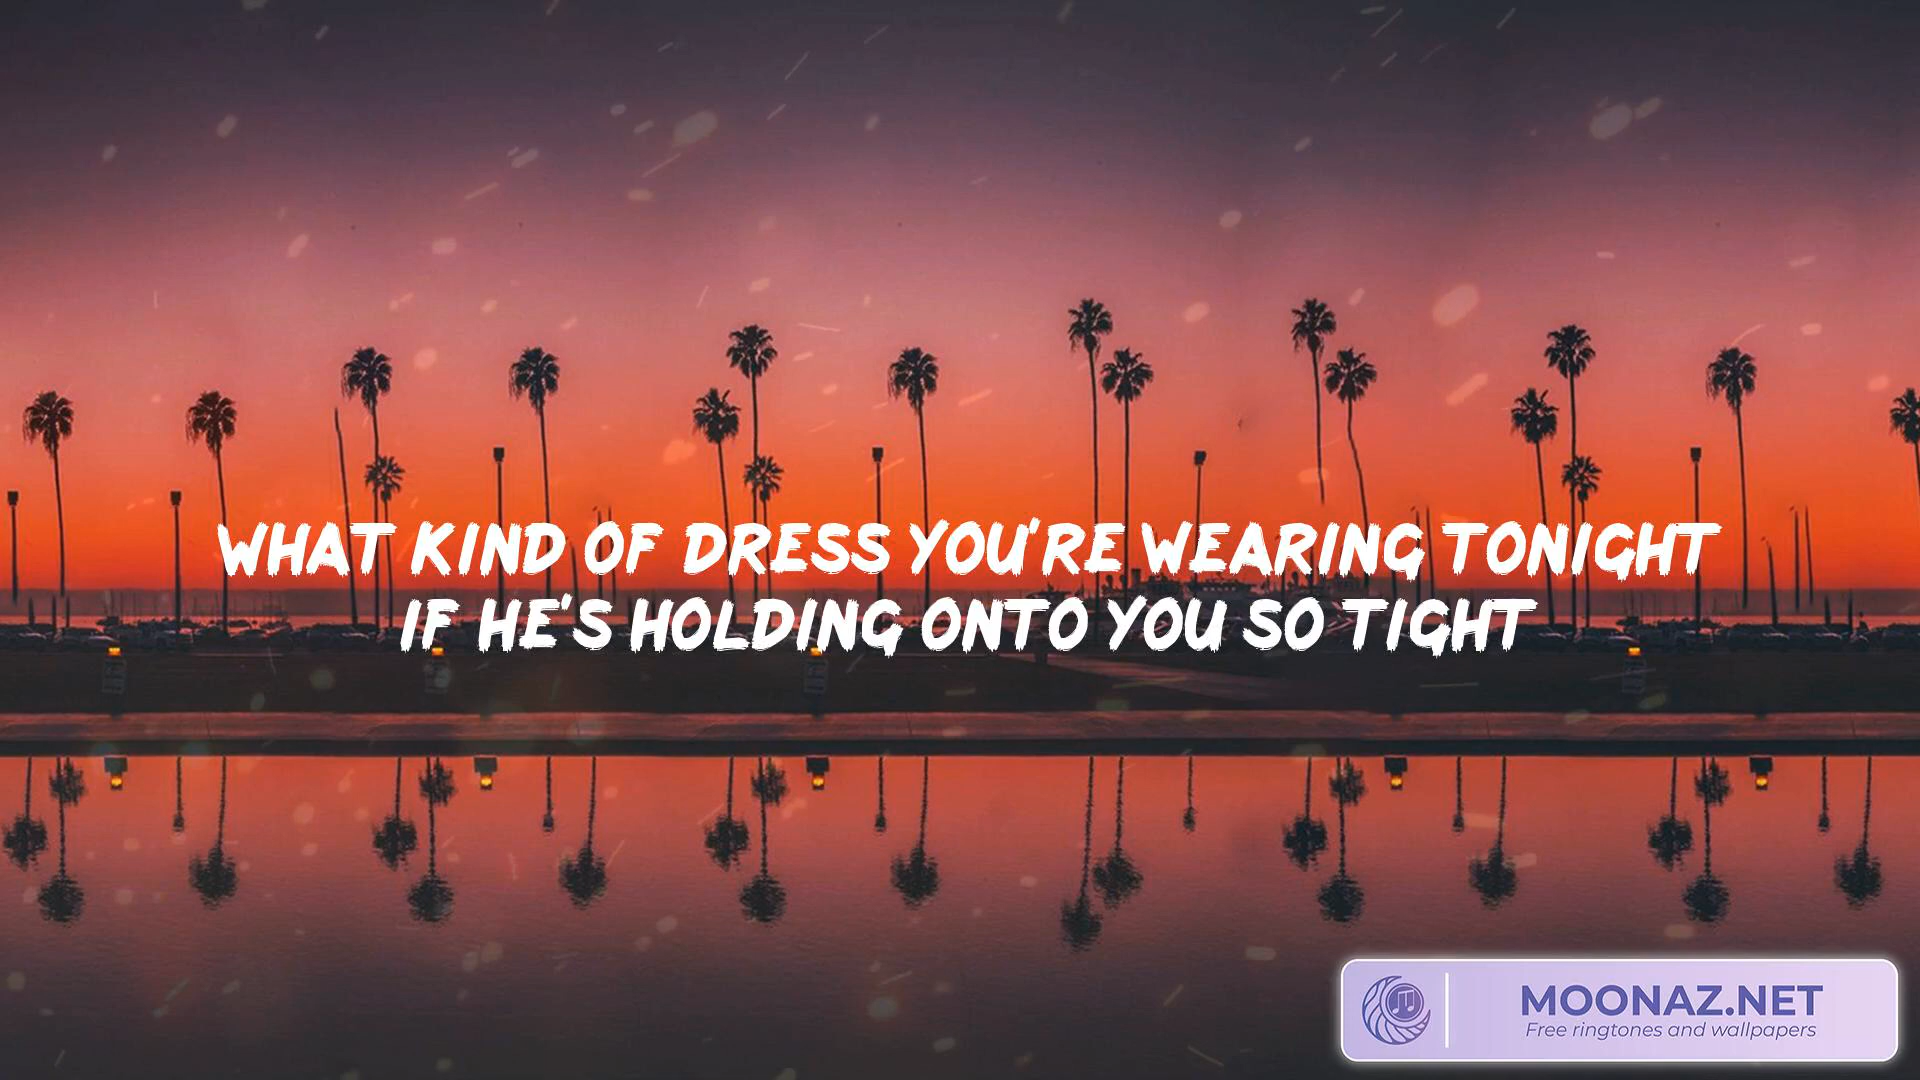 WHAT KIND OF DRESS YOU'RE WEARING TONIGHT
IF HE'S HOLDING ONTO YOU SO TIGHT
MOONAZ.NET
Free ringtones and wallpapers